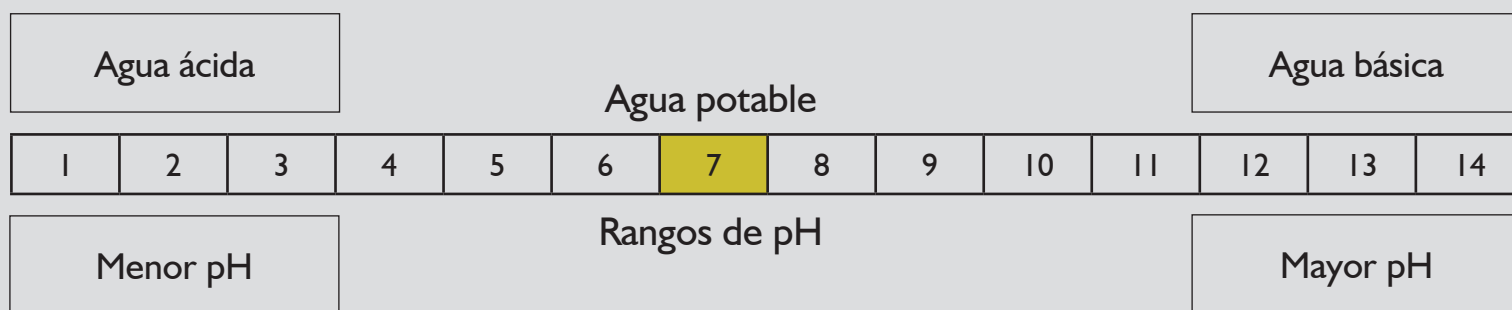 Agua ácida
Agua básica
Agua potable
1 2 3 4 5 6 7 8 9 10 11 12 13 14
Rangos de pH
Menor pH
Mayor pH